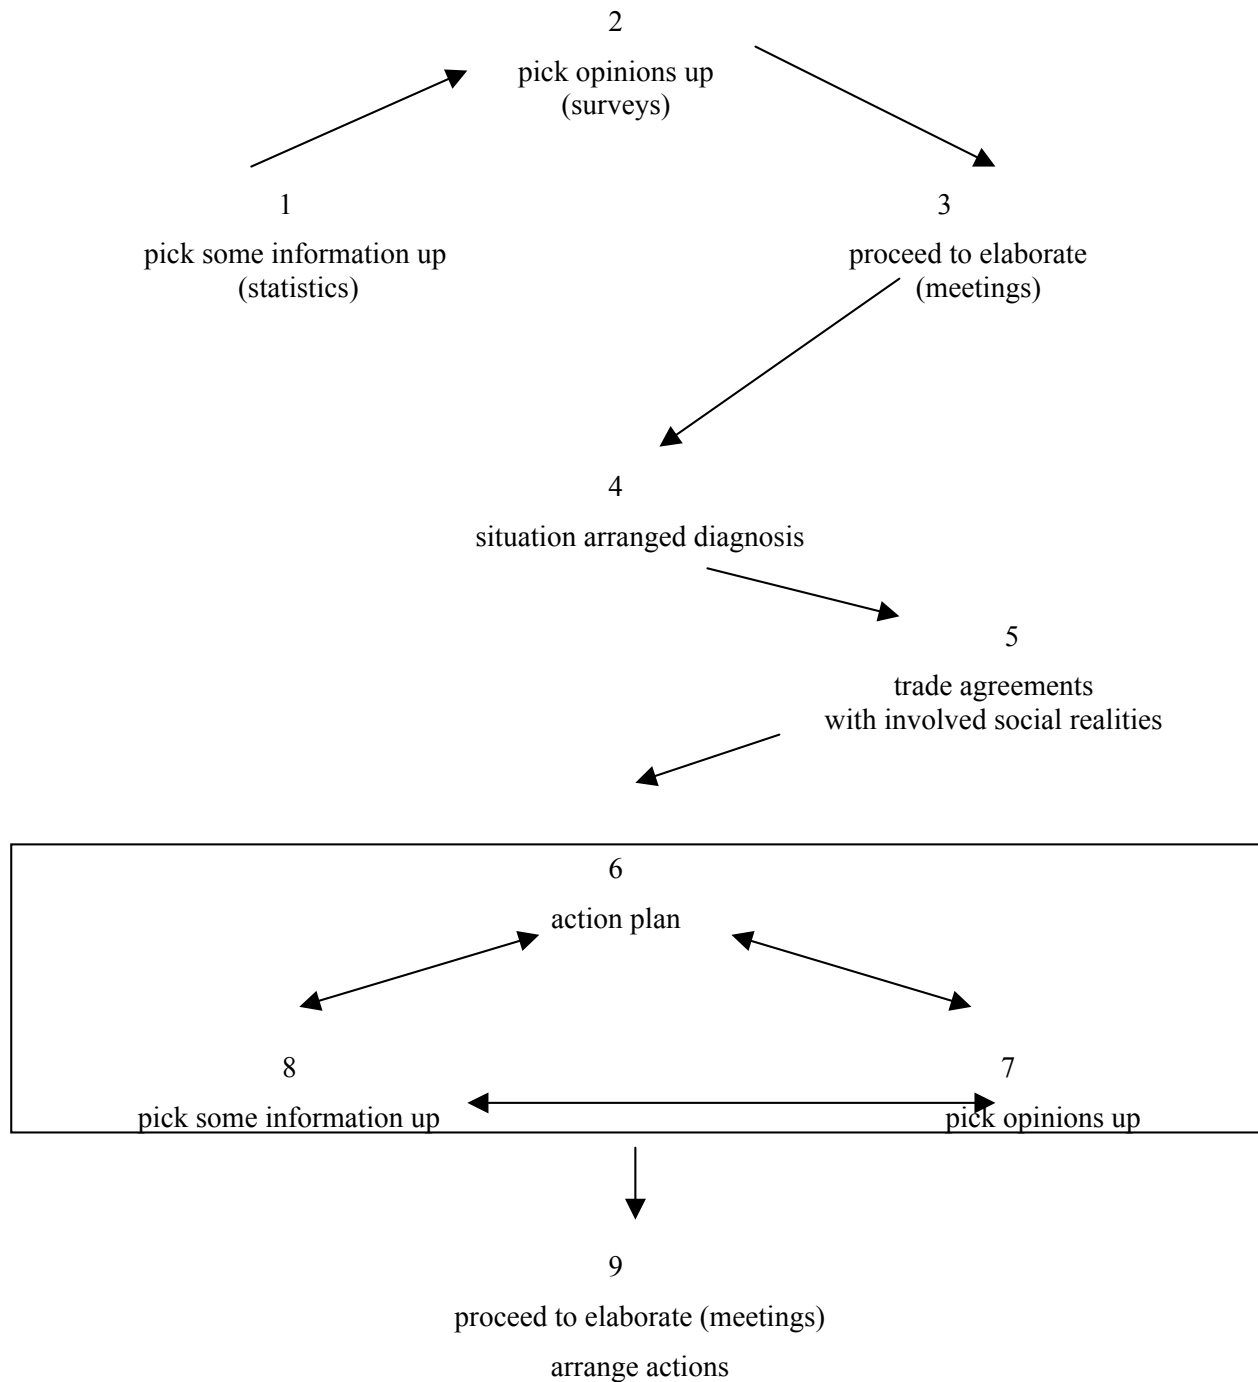 2
pick opinions up
(surveys)
1
pick some information up
(statistics)
3
proceed to elaborate
(meetings)
4
situation arranged diagnosis
5
trade agreements
with involved social realities
6
action plan
8
pick some information up
7
pick opinions up
9
proceed to elaborate (meetings)
arrange actions